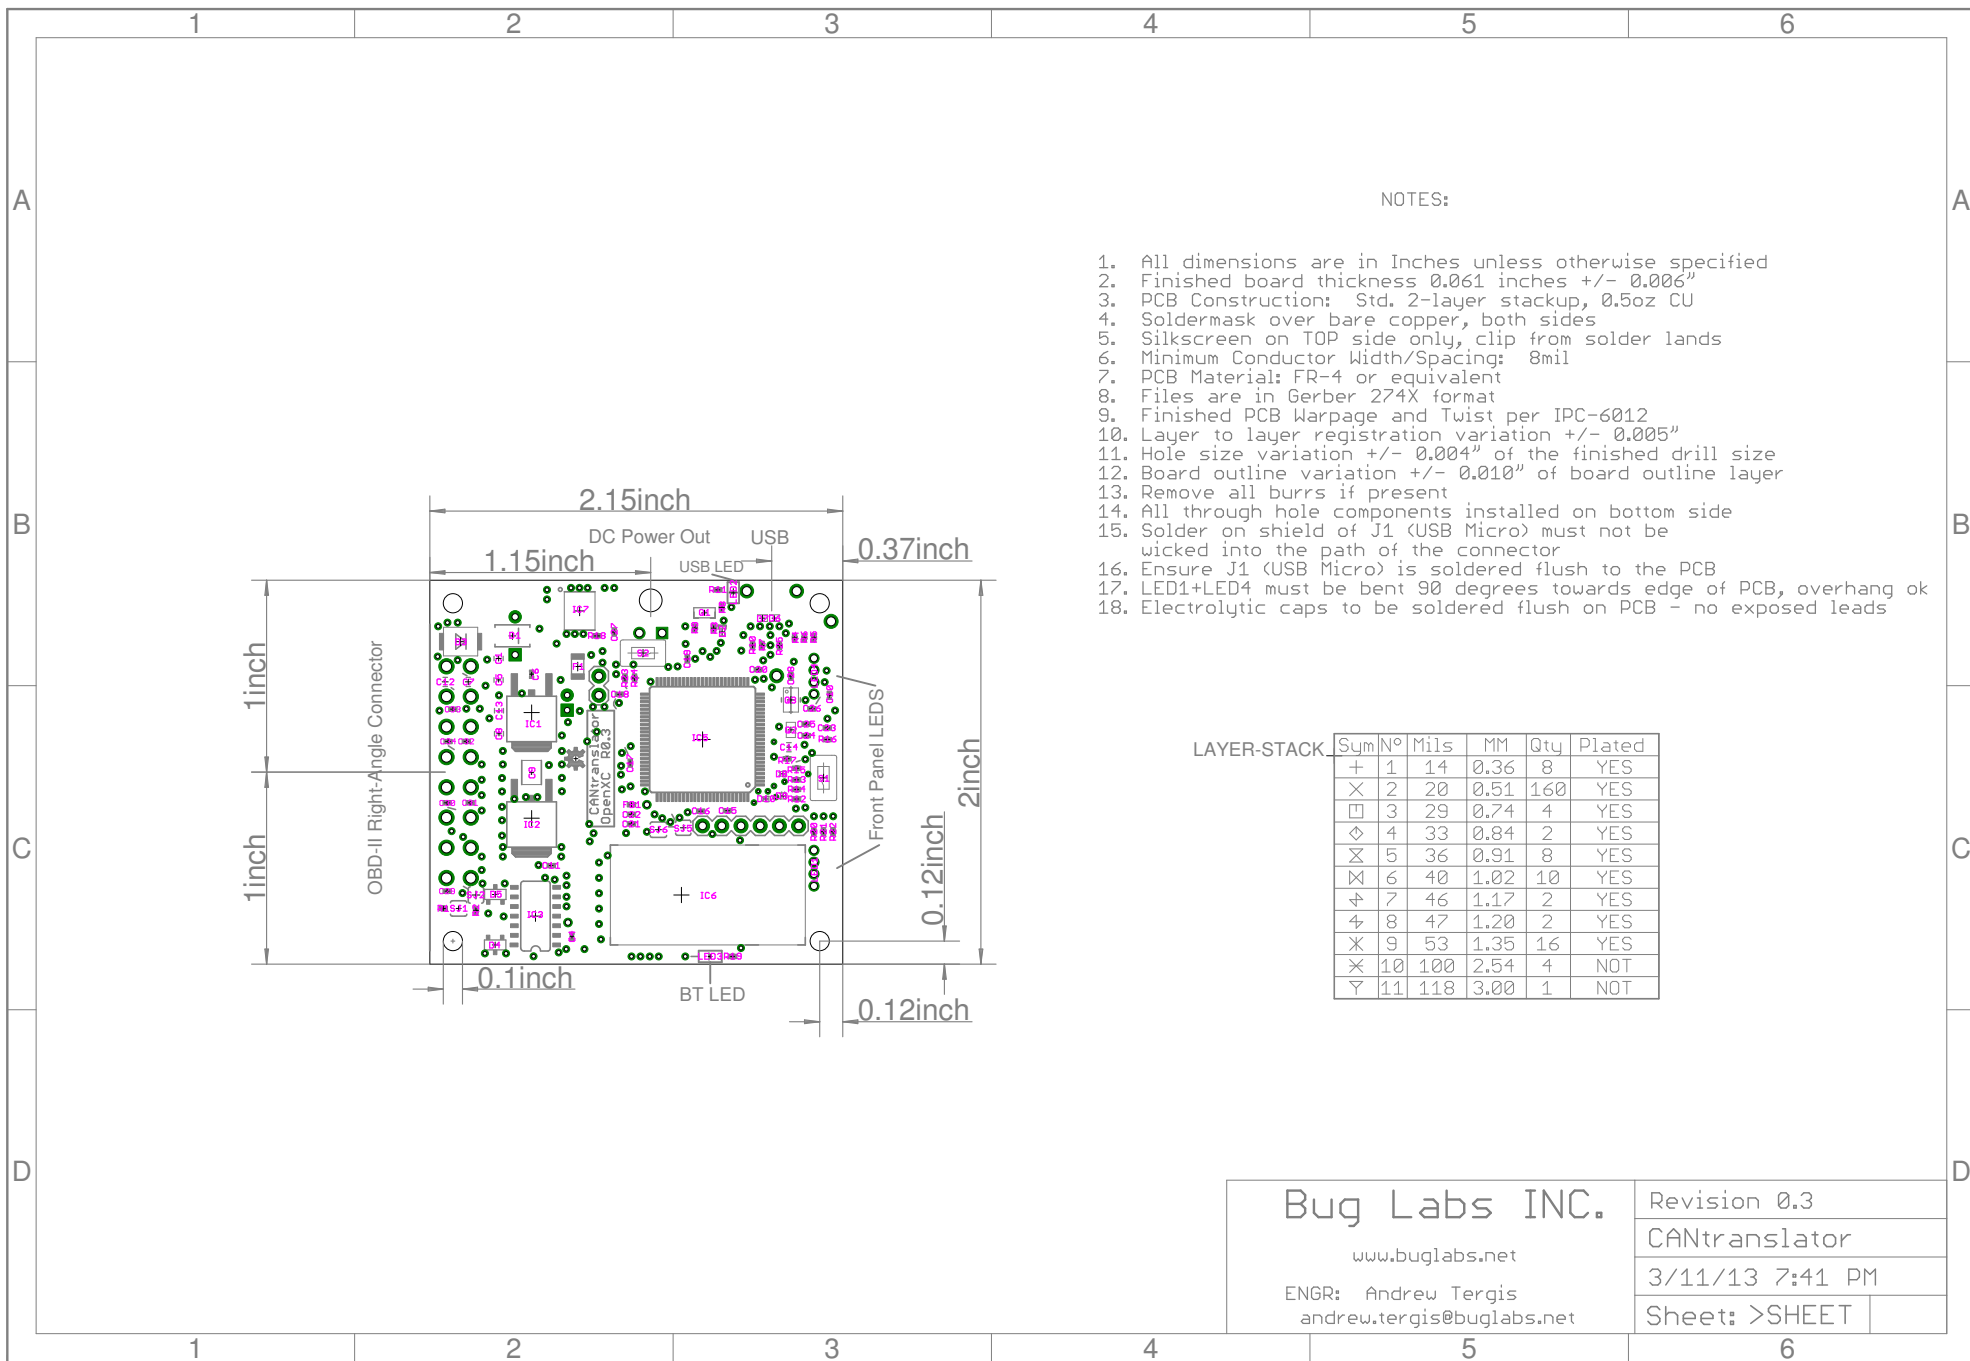 1 2 3 4 5 6
A A
B B
C C
D D
1 2 3 4 5 6
NOTES:
1. All dimensions are in Inches unless otherwise specified
2. Finished board thickness 0.061 inches +/- 0.006"
3. PCB Construction: Std. 2-layer stackup, 0.5oz CU
4. Soldermask over bare copper, both sides
5. Silkscreen on TOP side only, clip from solder lands
6. Minimum Conductor Width/Spacing: 8mil
7. PCB Material: FR-4 or equivalent
8. Files are in Gerber 274X format
9. Finished PCB Warpage and Twist per IPC-6012
10. Layer to layer registration variation +/- 0.005"
11. Hole size variation +/- 0.004" of the finished drill size
12. Board outline variation +/- 0.010" of board outline layer
13. Remove all burrs if present
14. All through hole components installed on bottom side
15. Solder on shield of J1 (USB Micro) must not be
wicked into the path of the connector
16. Ensure J1 (USB Micro) is soldered flush to the PCB
17. LED1+LED4 must be bent 90 degrees towards edge of PCB, overhang ok
18. Electrolytic caps to be soldered flush on PCB - no exposed leads
2.15inch
DC Power Out
USB
1.15inch
0.37inch
USB LED
1inch
1inch
OBD-II Right-Angle Connector
2inch
Front Panel LEDS
0.12inch
0.1inch
BT LED
0.12inch
IC7
IC1
IC2
IC3
IC5
IC6
CANtranslator
OpenXC R0.3
LAYER-STACK
Sym N° Mils MM Qty Plated
1 14 0.36 8 YES
2 20 0.51 160 YES
3 29 0.74 4 YES
4 33 0.84 2 YES
5 36 0.91 8 YES
6 40 1.02 10 YES
7 46 1.17 2 YES
8 47 1.20 2 YES
9 53 1.35 16 YES
10 100 2.54 4 NOT
11 118 3.00 1 NOT
Bug Labs INC.
www.buglabs.net
ENGR: Andrew Tergis
andrew.tergis@buglabs.net
Revision 0.3
CANtranslator
3/11/13 7:41 PM
Sheet: >SHEET